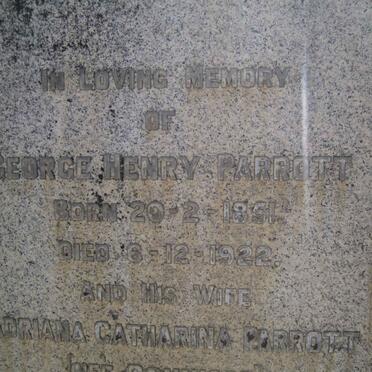 IN LOVING MEMORY
OF
GEORGE HENRY PARROTT
BORN 20-2-1851.
DIED 6-12-1922.
AND HIS WIFE
ADRIANA CATHARINA PARROTT